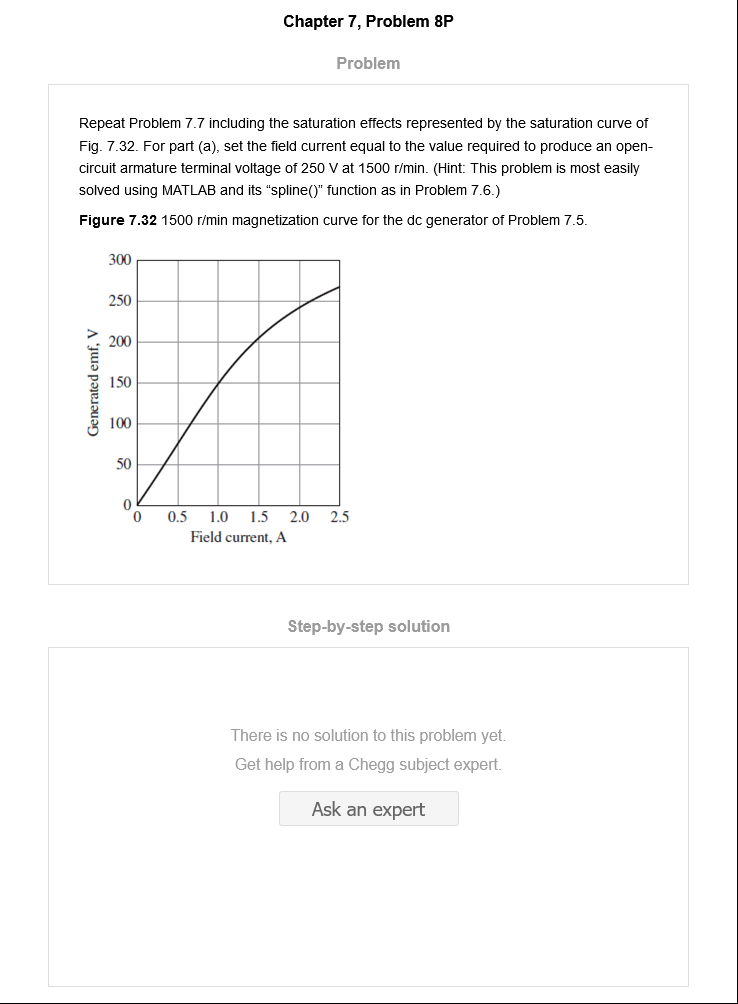 Chapter 7, Problem 8P
Problem
Repeat Problem 7.7 including the saturation effects represented by the saturation curve of
Fig. 7.32. For part (a), set the field current equal to the value required to produce an open-
circuit armature terminal voltage of 250 V at 1500 r/min. (Hint: This problem is most easily
solved using MATLAB and its “spline()” function as in Problem 7.6.)
Figure 7.32 1500 r/min magnetization curve for the dc generator of Problem 7.5.
300
250
200
150
100
50
0
Generated emf, V
0 0.5 1.0 1.5 2.0 2.5
Field current, A
Step-by-step solution
There is no solution to this problem yet.
Get help from a Chegg subject expert.
Ask an expert